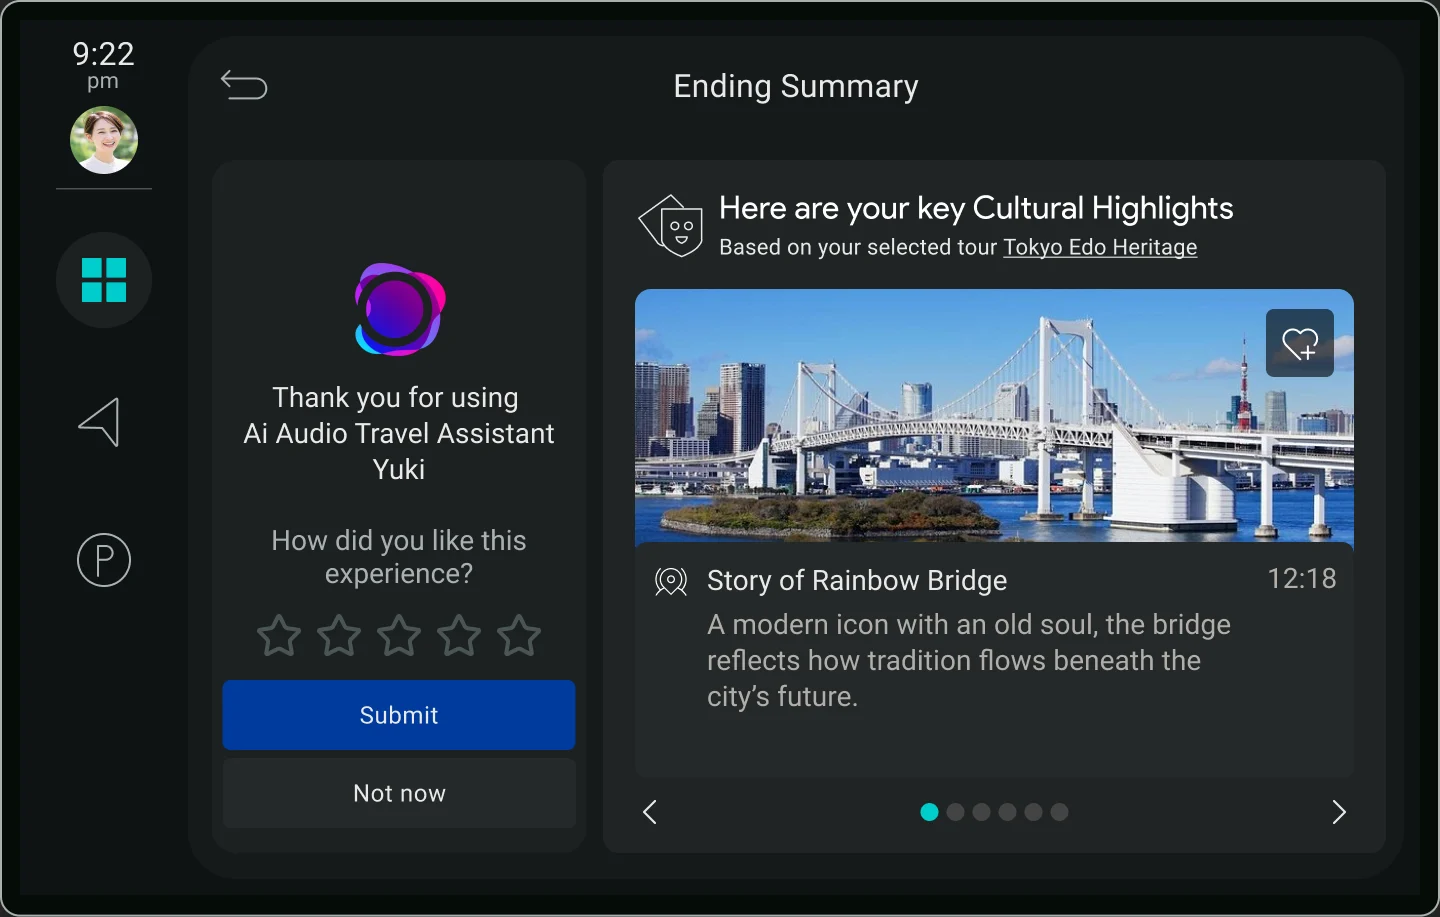 9:22
pm
P
Ending Summary
Thank you for using
Ai Audio Travel Assistant
Yuki
How did you like this
experience?
Submit
Not now
Here are your key Cultural Highlights
Based on your selected tour Tokyo Edo Heritage
Story of Rainbow Bridge
12:18
A modern icon with an old soul, the bridge
reflects how tradition flows beneath the
city’s future.